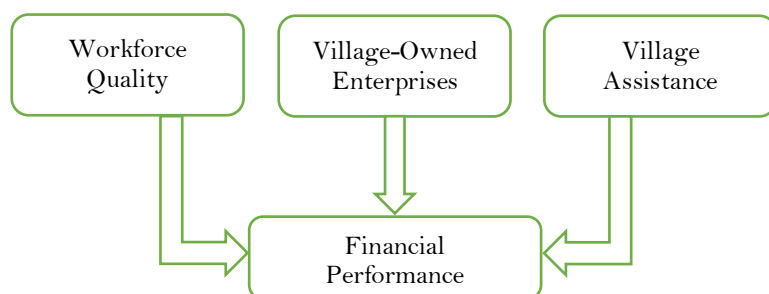 Workforce
Quality
Village-Owned
Enterprises
Village
Assistance
Financial
Performance